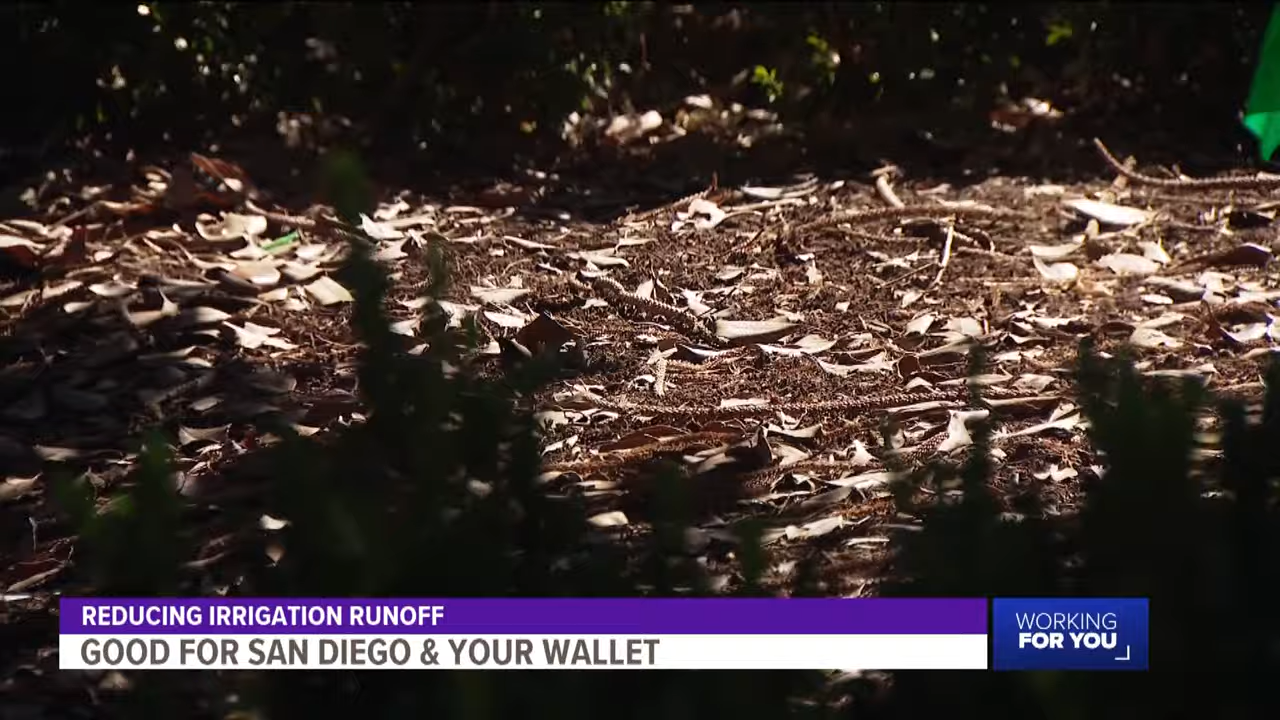 REDUCING IRRIGATION RUNOFF
GOOD FOR SAN DIEGO & YOUR WALLET
WORKING
FOR YOU